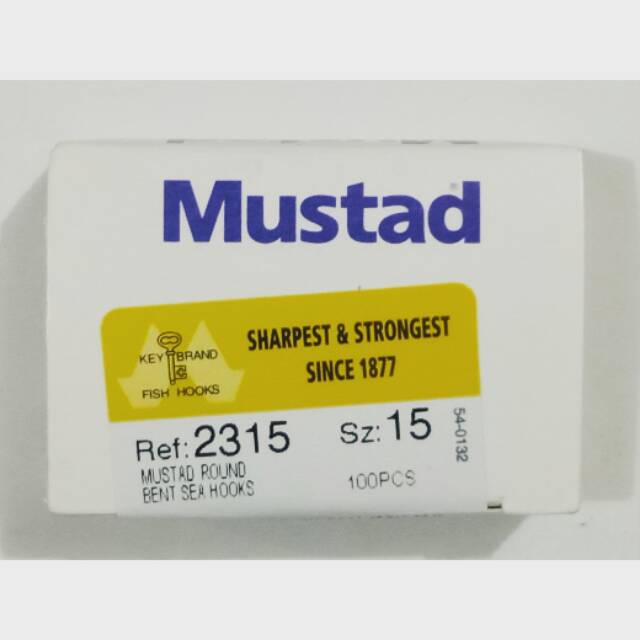 Mustad
SHARPEST & STRONGEST
SINCE 1877
KEY BRAND
FISH HOOKS
Ref: 2315 Sz: 15
MUSTAD ROUND
BENT SEA HOOKS
100PCS
54-0132